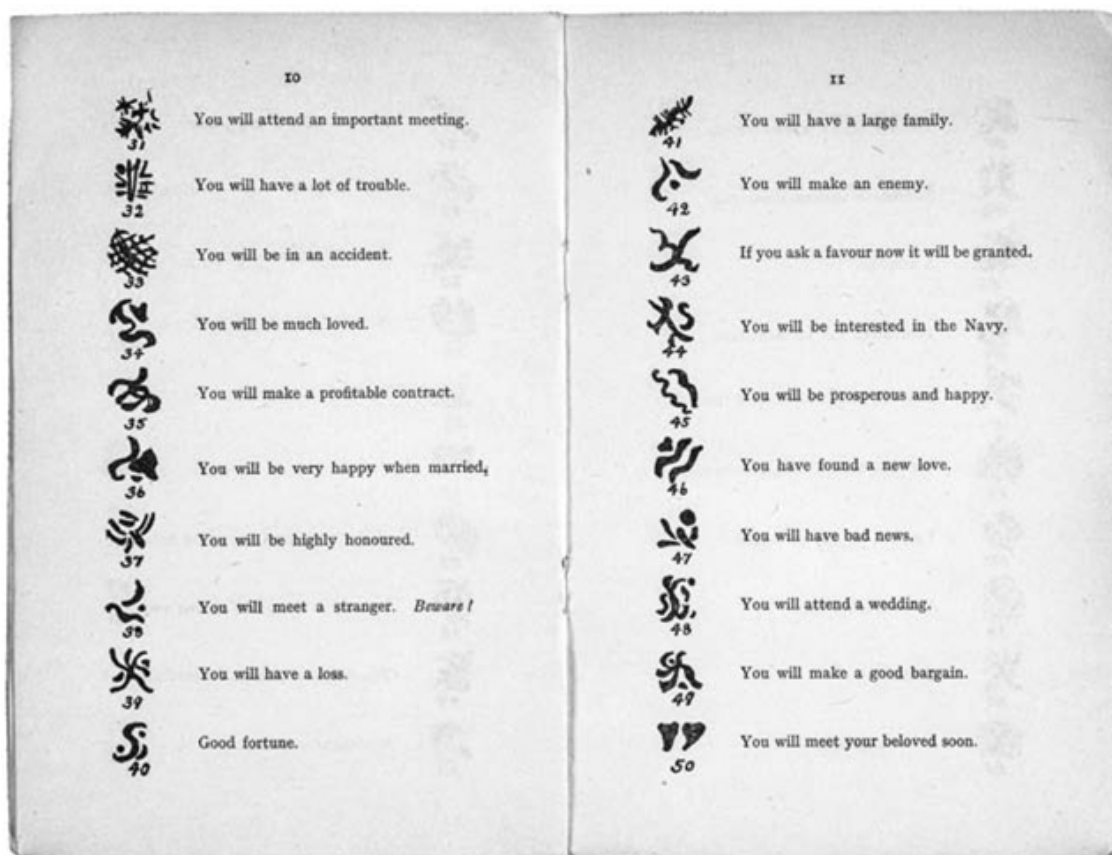 10
31 You will attend an important meeting.
32 You will have a lot of trouble.
33 You will be in an accident.
34 You will be much loved.
35 You will make a profitable contract.
36 You will be very happy when married.
37 You will be highly honoured.
38 You will meet a stranger. Beware!
39 You will have a loss.
40 Good fortune.
11
41 You will have a large family.
42 You will make an enemy.
43 If you ask a favour now it will be granted.
44 You will be interested in the Navy.
45 You will be prosperous and happy.
46 You have found a new love.
47 You will have bad news.
48 You will attend a wedding.
49 You will make a good bargain.
50 You will meet your beloved soon.